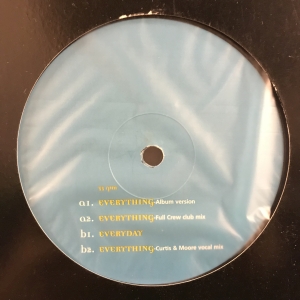 a1. EVERYTHING-Album version
a2. EVERYTHING-Full Crew dub mix
b1. EVERYDAY
b2. EVERYTHING-Curtis & Moore vocal mix